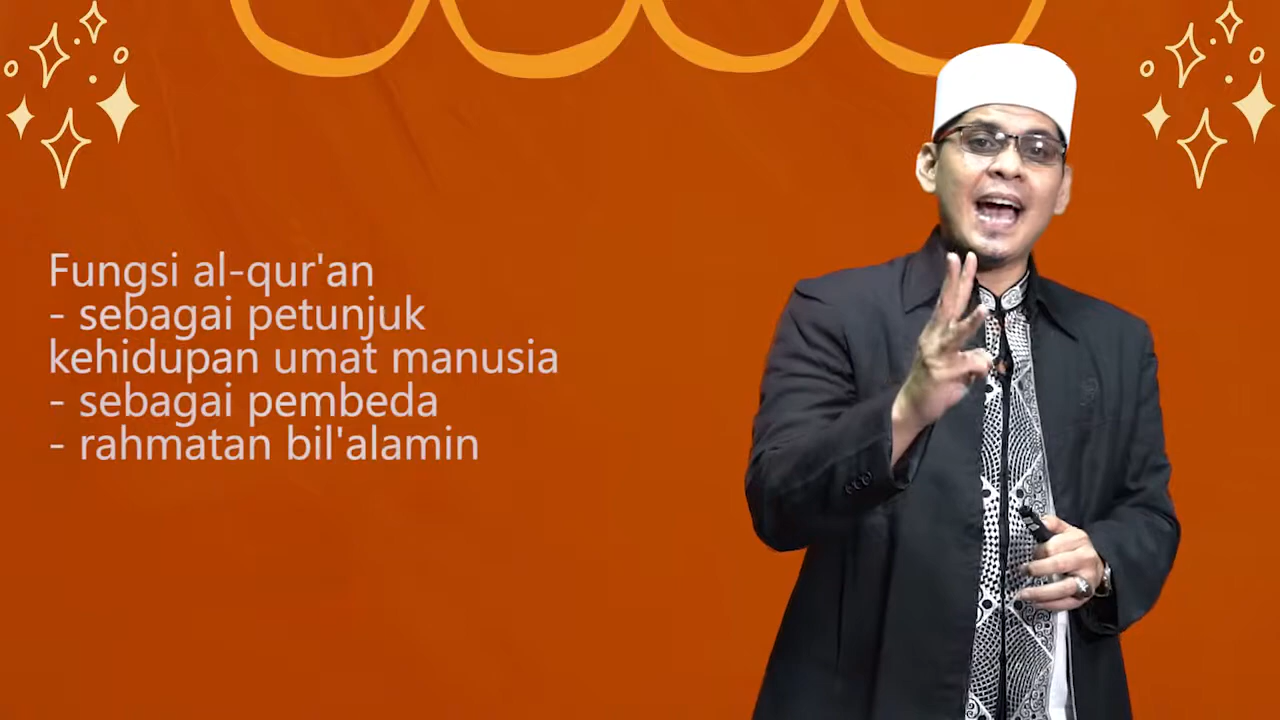 Fungsi al-qur'an
- sebagai petunjuk
kehidupan umat manusia
- sebagai pembeda
- rahmatan bil'alamin